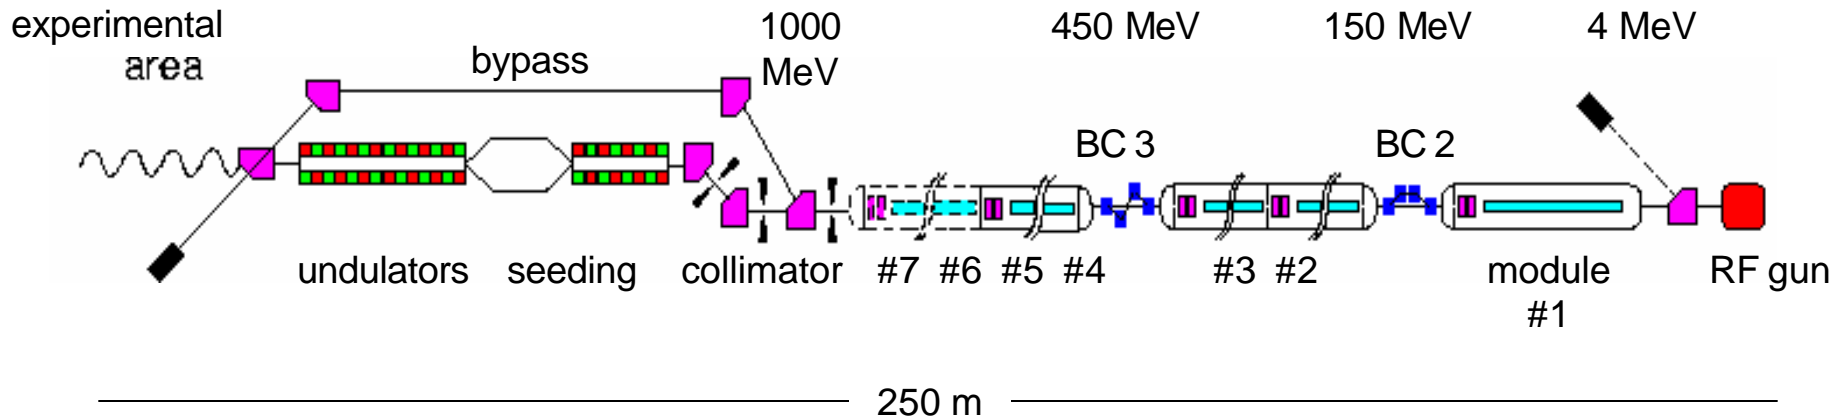 experimental area
1000 MeV
450 MeV
150 MeV
4 MeV
bypass
BC 3
BC 2
undulators
seeding
collimator
#7
#6
#5
#4
#3
#2
module #1
RF gun
250 m